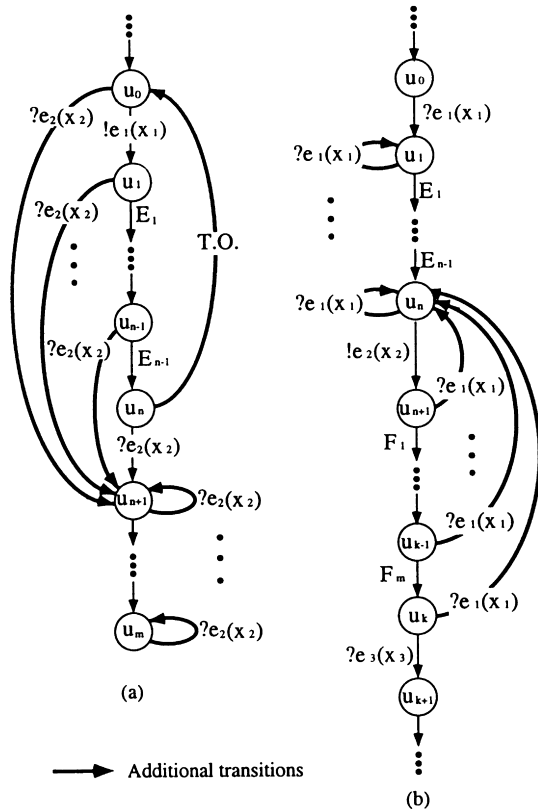 u₀
?e₂(x₂)
!e₁(x₁)
u₁
?e₂(x₂)
E₁
T.O.
uₙ₋₁
?e₂(x₂)
Eₙ₋₁
uₙ
?e₂(x₂)
uₙ₊₁
?e₂(x₂)
uₘ
?e₂(x₂)
(a)
u₀
?e₁(x₁)
?e₁(x₁)
u₁
E₁
Eₙ₋₁
?e₁(x₁)
uₙ
!e₂(x₂)
uₙ₊₁
?e₁(x₁)
F₁
uₖ₋₁
?e₁(x₁)
Fₘ
uₖ
?e₁(x₁)
?e₃(x₃)
uₖ₊₁
(b)
Additional transitions